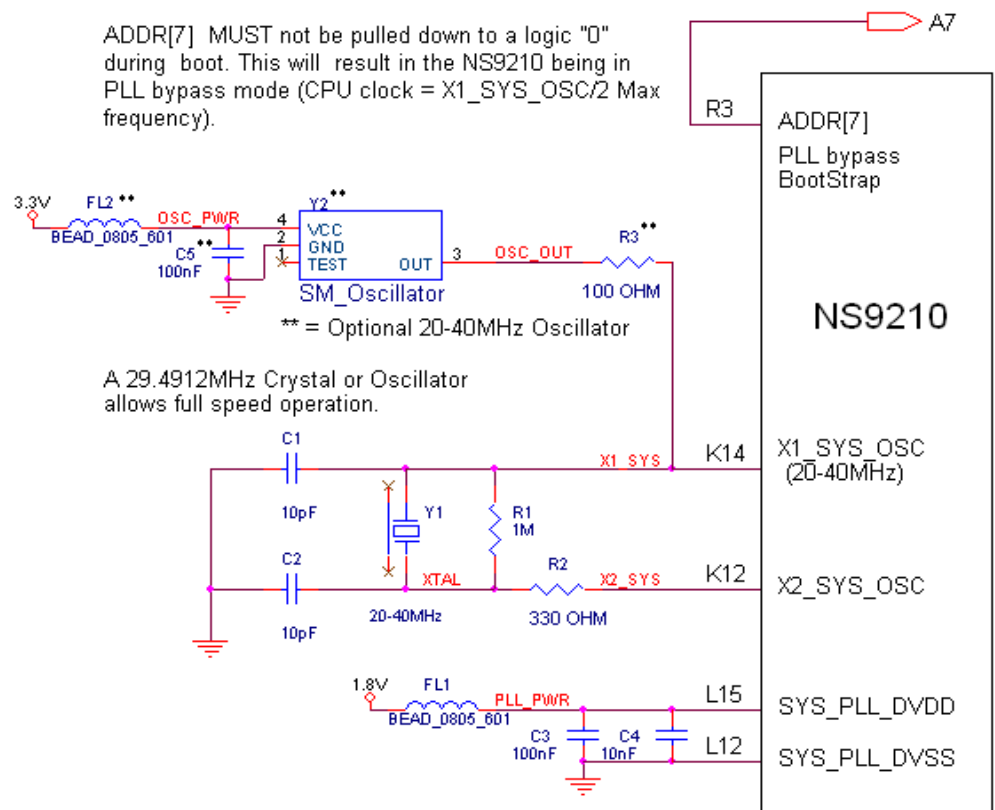 ADDR[7] MUST not be pulled down to a logic "0"
during boot. This will result in the NS9210 being in
PLL bypass mode (CPU clock = X1_SYS_OSC/2 Max
frequency).
A7
R3
ADDR[7]
PLL bypass
BootStrap
3.3V
FL2 **
OSC_PWR
BEAD_0805_601
C5 **
100nF
Y2 **
4
2
1
VCC
GND
TEST
OUT
3
OSC_OUT
SM_Oscillator
R3 **
100 OHM
** = Optional 20-40MHz Oscillator
NS9210
A 29.4912MHz Crystal or Oscillator
allows full speed operation.
C1
10pF
X1_SYS
K14
X1_SYS_OSC
(20-40MHz)
Y1
R1
1M
C2
10pF
XTAL
20-40MHz
R2
330 OHM
X2_SYS
K12
X2_SYS_OSC
1.8V
FL1
PLL_PWR
BEAD_0805_601
L15
SYS_PLL_DVDD
C3
100nF
C4
10nF
L12
SYS_PLL_DVSS